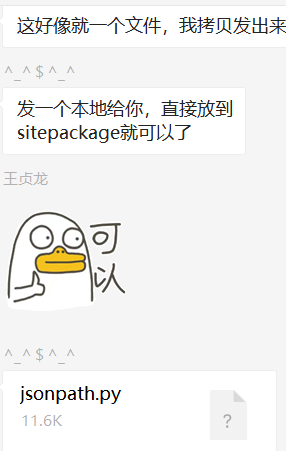 这好像就一个文件，我拷贝发出来
^_^$^_^
发一个本地给你，直接放到
sitepackage就可以了
王贞龙
可
以
^_^$^_^
jsonpath.py
11.6K
?